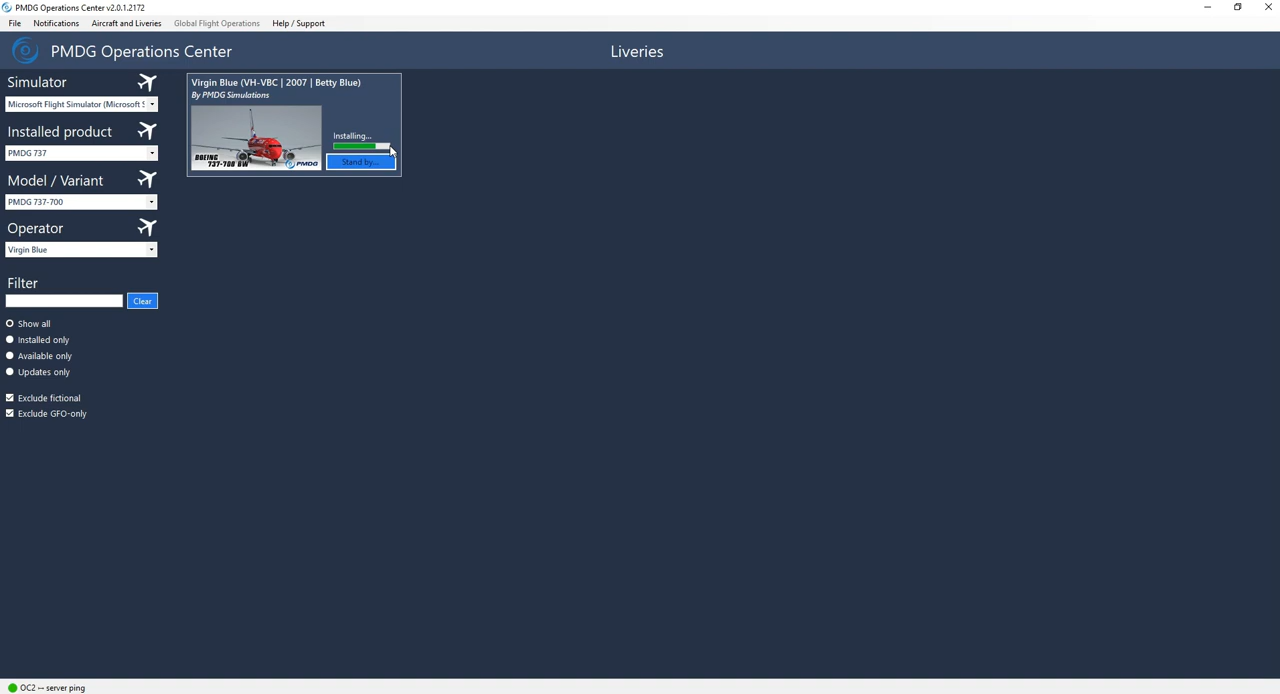 PMDG Operations Center v2.0.1.2172
File Notifications Aircraft and Liveries Global Flight Operations Help / Support
PMDG Operations Center
Liveries
Simulator
Microsoft Flight Simulator (Microsoft S
Installed product
PMDG 737
Model / Variant
PMDG 737-700
Operator
Virgin Blue
Filter
Clear
Show all
Installed only
Available only
Updates only
Exclude fictional
Exclude GFO-only
Virgin Blue (VH-VBC | 2007 | Betty Blue)
By PMDG Simulations
BOEING
737-700 BW
PMDG
Installing...
Stand by...
OC2 ↔ server ping